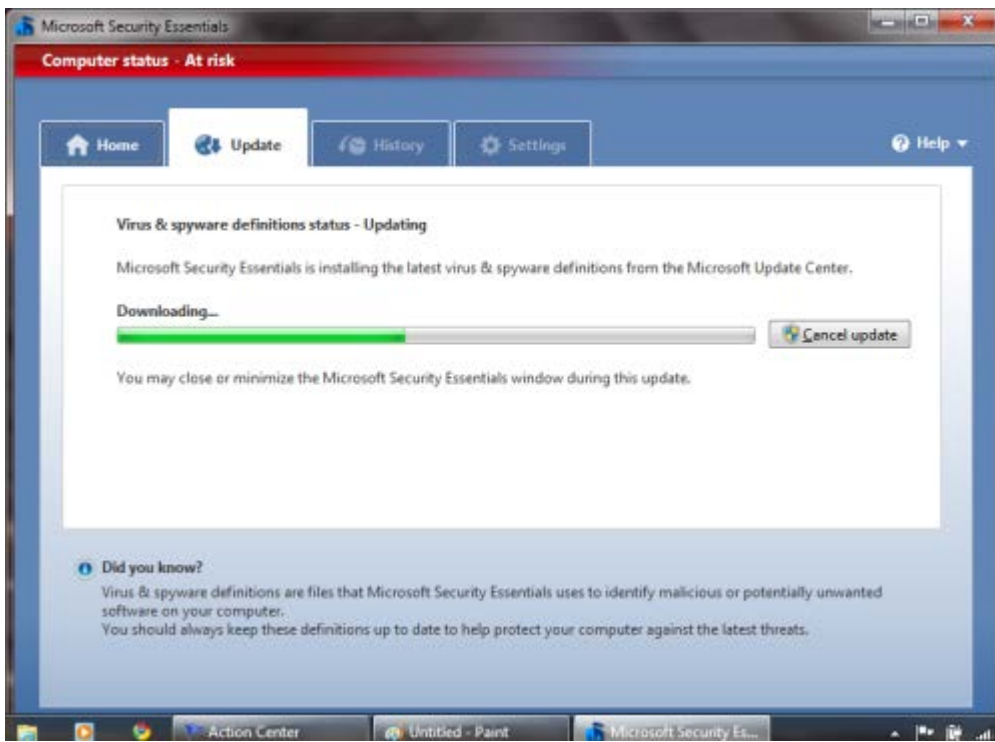 Microsoft Security Essentials
Computer status - At risk
Home
Update
History
Settings
Help
Virus & spyware definitions status - Updating
Microsoft Security Essentials is installing the latest virus & spyware definitions from the Microsoft Update Center.
Downloading...
Cancel update
You may close or minimize the Microsoft Security Essentials window during this update.
Did you know?
Virus & spyware definitions are files that Microsoft Security Essentials uses to identify malicious or potentially unwanted
software on your computer.
You should always keep these definitions up to date to help protect your computer against the latest threats.
Action Center
Untitled - Paint
Microsoft Security Es...